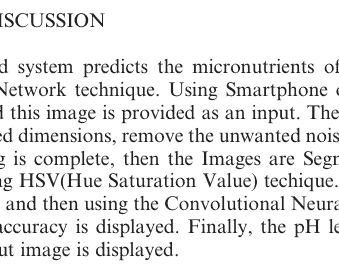 ISCUSSION
d system predicts the micronutrients of
Network technique. Using Smartphone
d this image is provided as an input. The
ed dimensions, remove the unwanted nois
g is complete, then the Images are Segm
ng HSV(Hue Saturation Value) techique.
and then using the Convolutional Neura
accuracy is displayed. Finally, the pH le
ut image is displayed.